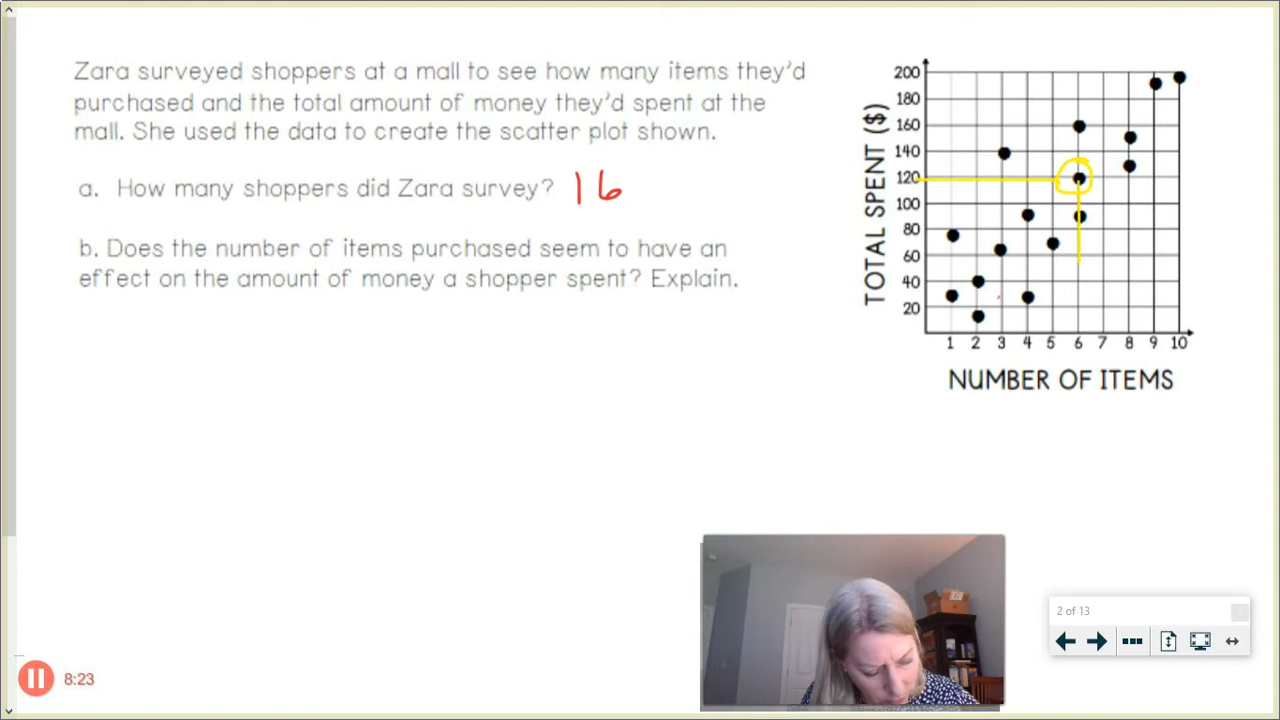 Zara surveyed shoppers at a mall to see how many items they'd
purchased and the total amount of money they'd spent at the
mall. She used the data to create the scatter plot shown.
a. How many shoppers did Zara survey? 16
b. Does the number of items purchased seem to have an
effect on the amount of money a shopper spent? Explain.
TOTAL SPENT ($)
200
180
160
140
120
100
80
60
40
20
1 2 3 4 5 6 7 8 9 10
NUMBER OF ITEMS
2 of 13
8:23